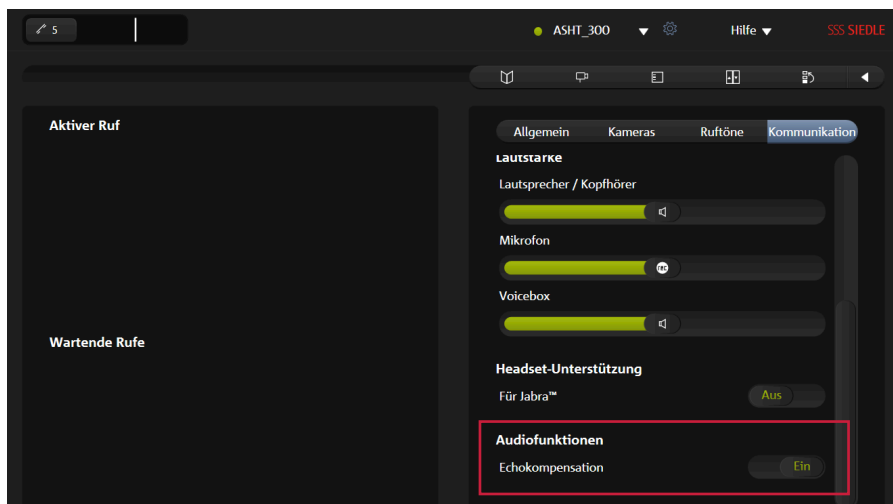 5
ASHT_300
Hilfe
SSS SIEDLE
Aktiver Ruf
Wartende Rufe
Allgemein Kameras Ruftöne Kommunikation
Lautstärke
Lautsprecher / Kopfhörer
Mikrofon
rec
Voicebox
Headset-Unterstützung
Für Jabra™ Aus
Audiofunktionen
Echokompensation Ein